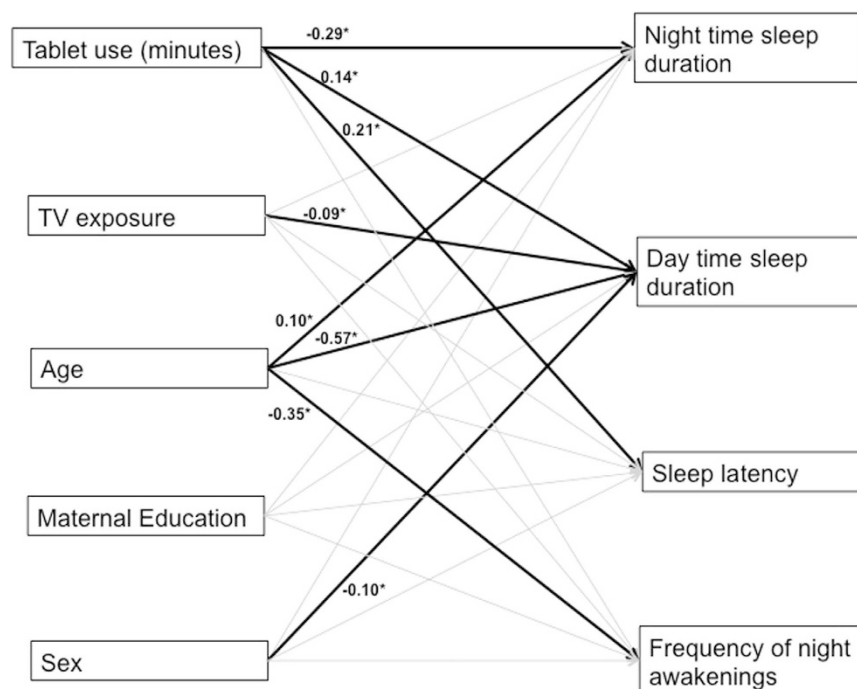 Tablet use (minutes)
TV exposure
Age
Maternal Education
Sex
-0.29*
0.14*
0.21*
-0.09*
0.10*
-0.57*
-0.35*
-0.10*
Night time sleep
duration
Day time sleep
duration
Sleep latency
Frequency of night
awakenings